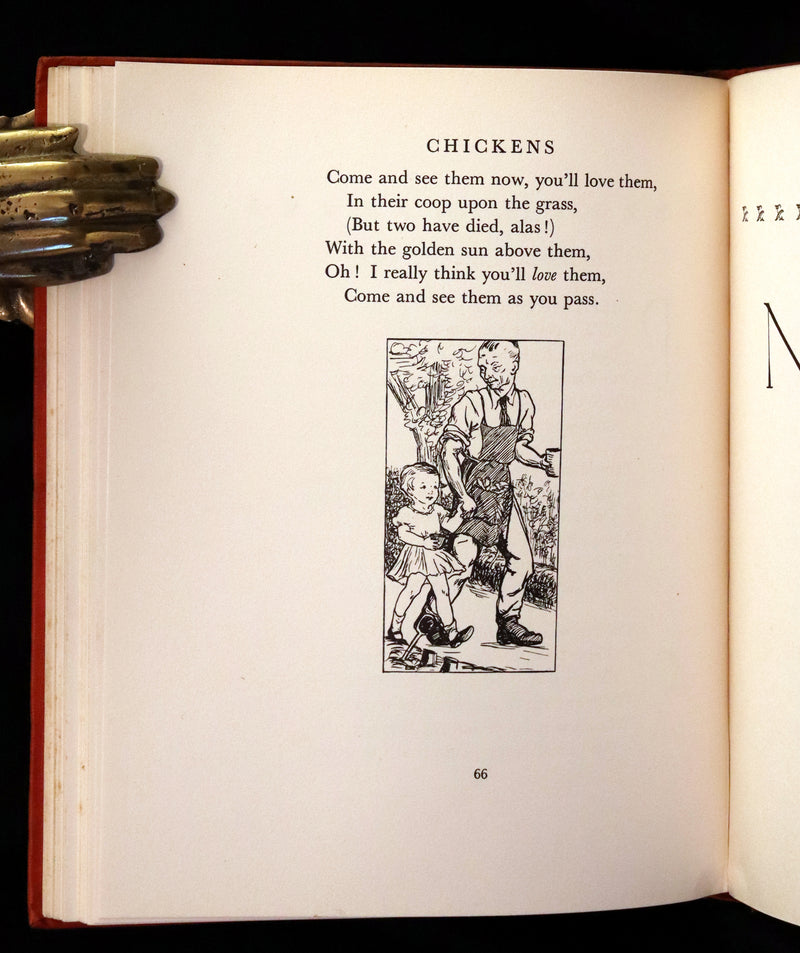 CHICKENS
Come and see them now, you'll love them,
In their coop upon the grass,
(But two have died, alas!)
With the golden sun above them,
Oh! I really think you'll love them,
Come and see them as you pass.
66
N